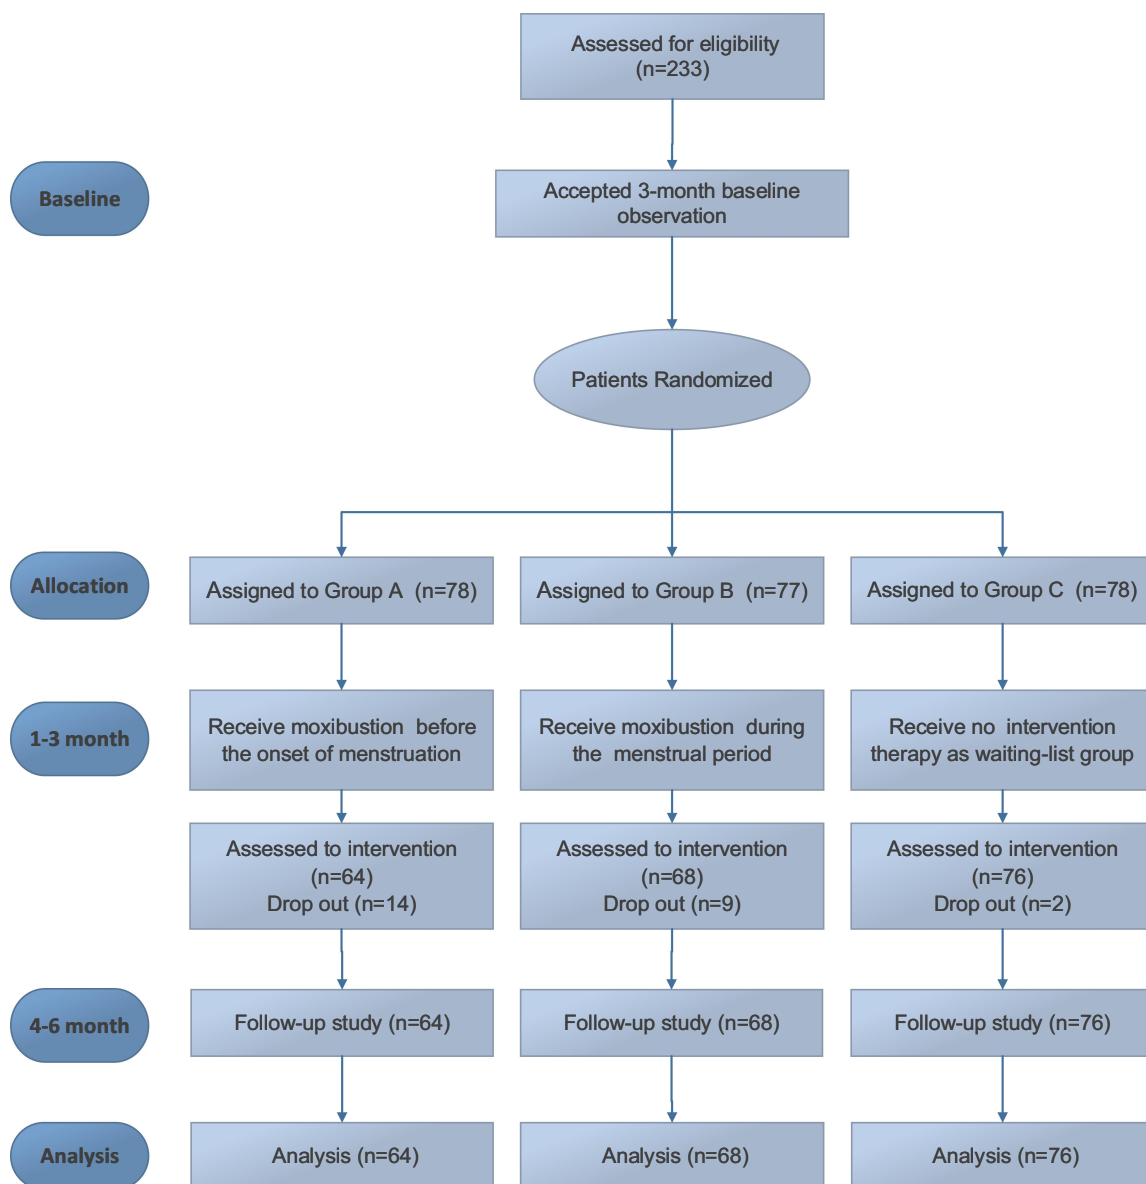 Assessed for eligibility
(n=233)
Baseline
Accepted 3-month baseline
observation
Patients Randomized
Allocation
Assigned to Group A (n=78)
Assigned to Group B (n=77)
Assigned to Group C (n=78)
1-3 month
Receive moxibustion before
the onset of menstruation
Receive moxibustion during
the menstrual period
Receive no intervention
therapy as waiting-list group
Assessed to intervention
(n=64)
Drop out (n=14)
Assessed to intervention
(n=68)
Drop out (n=9)
Assessed to intervention
(n=76)
Drop out (n=2)
4-6 month
Follow-up study (n=64)
Follow-up study (n=68)
Follow-up study (n=76)
Analysis
Analysis (n=64)
Analysis (n=68)
Analysis (n=76)